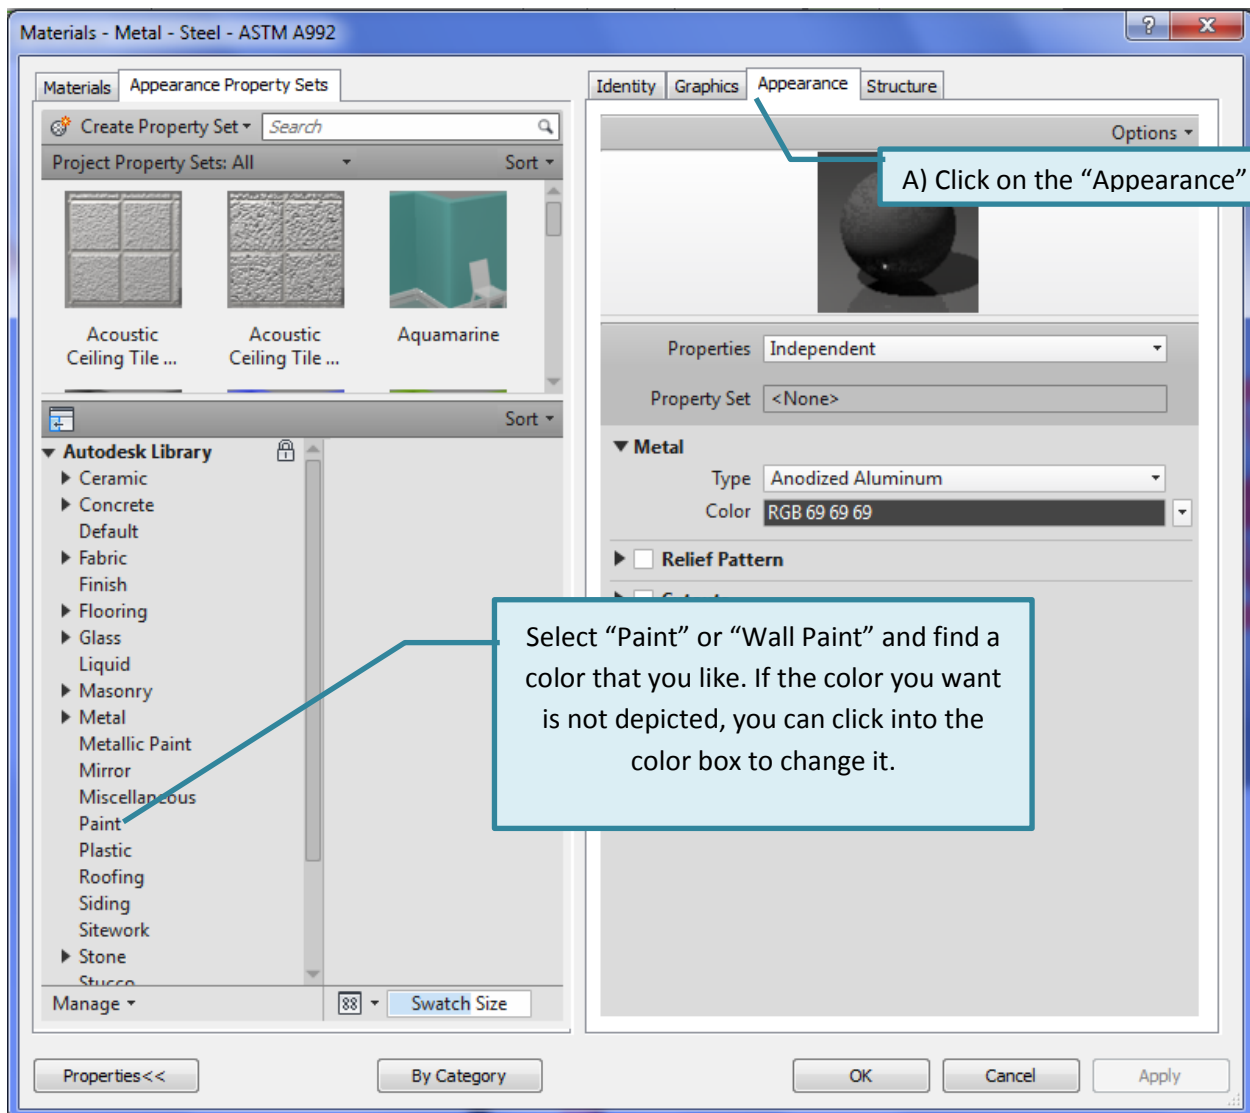 Materials - Metal - Steel - ASTM A992
Materials
Appearance Property Sets
Create Property Set
Search
Project Property Sets: All
Sort
Acoustic
Ceiling Tile ...
Acoustic
Ceiling Tile ...
Aquamarine
Sort
Autodesk Library
Ceramic
Concrete
Default
Fabric
Finish
Flooring
Glass
Liquid
Masonry
Metal
Metallic Paint
Mirror
Miscellaneous
Paint
Plastic
Roofing
Siding
Sitework
Stone
Stucco
Manage
Swatch Size
Identity
Graphics
Appearance
Structure
Options
A) Click on the “Appearance”
Properties
Independent
Property Set
<None>
Metal
Type
Anodized Aluminum
Color
RGB 69 69 69
Relief Pattern
Select “Paint” or “Wall Paint” and find a
color that you like. If the color you want
is not depicted, you can click into the
color box to change it.
Properties<<
By Category
OK
Cancel
Apply